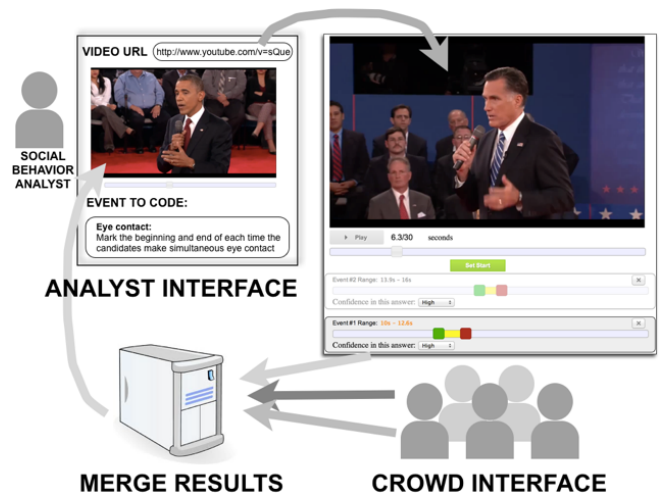 VIDEO URL http://www.youtube.com/v=sQue
SOCIAL
BEHAVIOR
ANALYST
EVENT TO CODE:
Eye contact:
Mark the beginning and end of each time the
candidates make simultaneous eye contact
ANALYST INTERFACE
Play 6.3/30 seconds
Set Start
Event #2 Range: 13.9s – 16s
Confidence in this answer: High
Event #1 Range: 10s – 12.6s
Confidence in this answer: High
MERGE RESULTS
CROWD INTERFACE